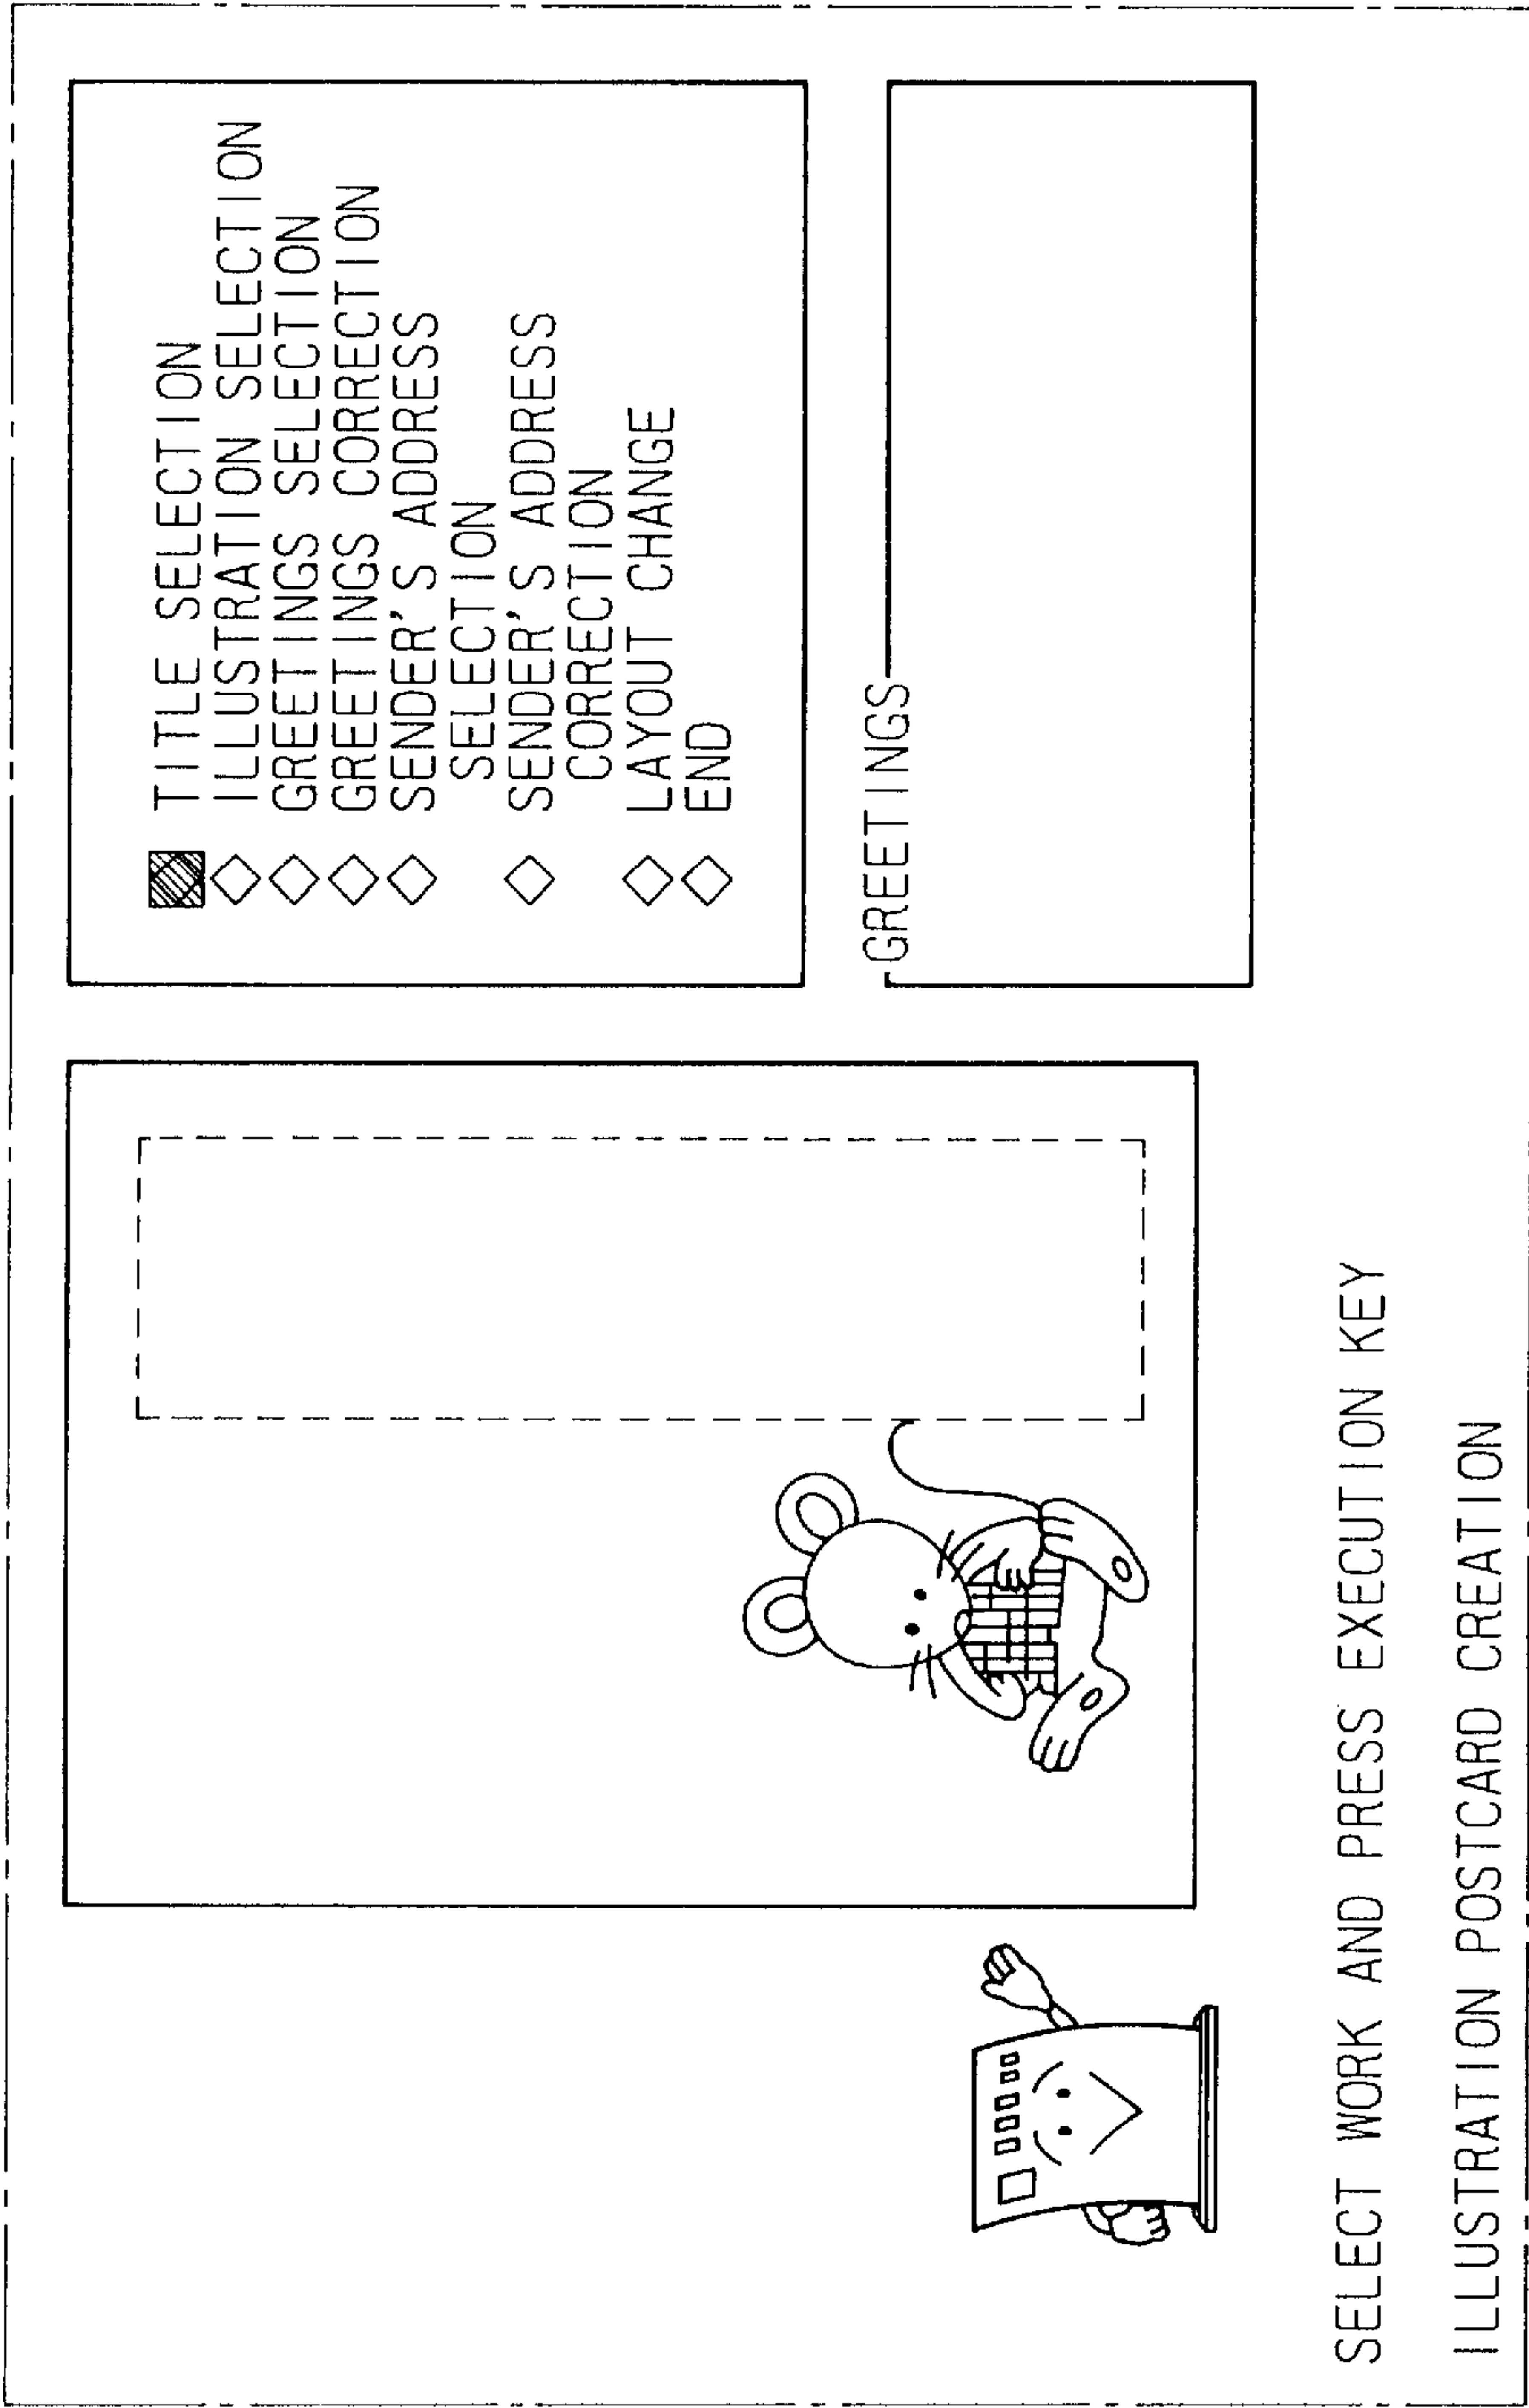 TITLE SELECTION
ILLUSTRATION SELECTION
GREETINGS SELECTION
GREETINGS CORRECTION
SENDER'S ADDRESS
SELECTION
SENDER'S ADDRESS
CORRECTION
LAYOUT CHANGE
END
GREETINGS
SELECT WORK AND PRESS EXECUTION KEY
ILLUSTRATION POSTCARD CREATION